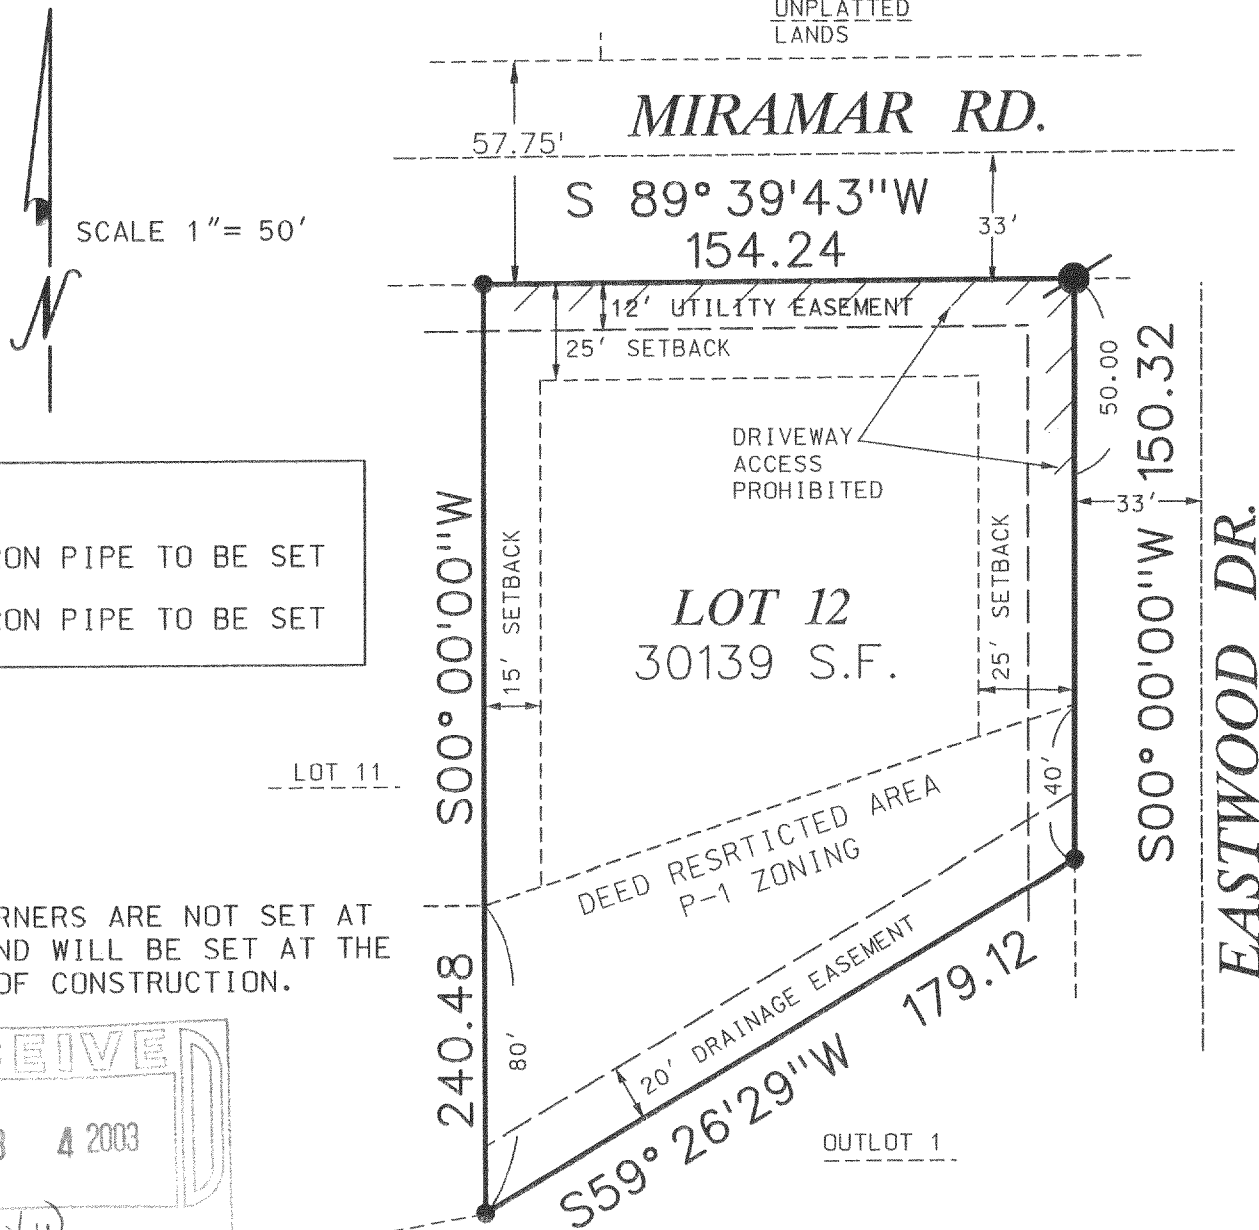 UNPLATTED
LANDS
MIRAMAR RD.
57.75'
S 89° 39'43"W
154.24
33'
SCALE 1"= 50'
N
12' UTILITY EASEMENT
25' SETBACK
50.00
S00° 00'00"W 150.32
DRIVEWAY
ACCESS
PROHIBITED
33'
EASTWOOD DR.
ON PIPE TO BE SET
ON PIPE TO BE SET
S00° 00'00"W
240.48
15' SETBACK
LOT 12
30139 S.F.
25' SETBACK
LOT 11
40'
DEED RESRTICTED AREA
P-1 ZONING
RNERS ARE NOT SET AT
ND WILL BE SET AT THE
OF CONSTRUCTION.
80'
20' DRAINAGE EASEMENT
S59° 26'29"W 179.12
OUTLOT 1
EIVE D
4 2003